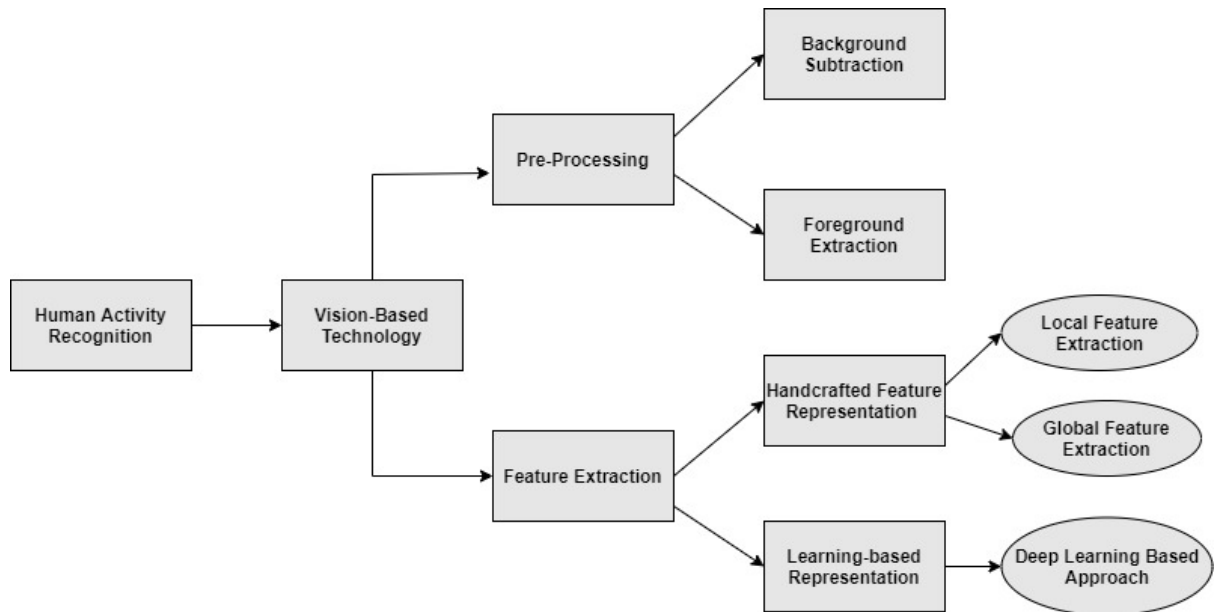 Background
Subtraction
Pre-Processing
Foreground
Extraction
Human Activity
Recognition
Vision-Based
Technology
Local Feature
Extraction
Handcrafted Feature
Representation
Global Feature
Extraction
Feature Extraction
Learning-based
Representation
Deep Learning Based
Approach